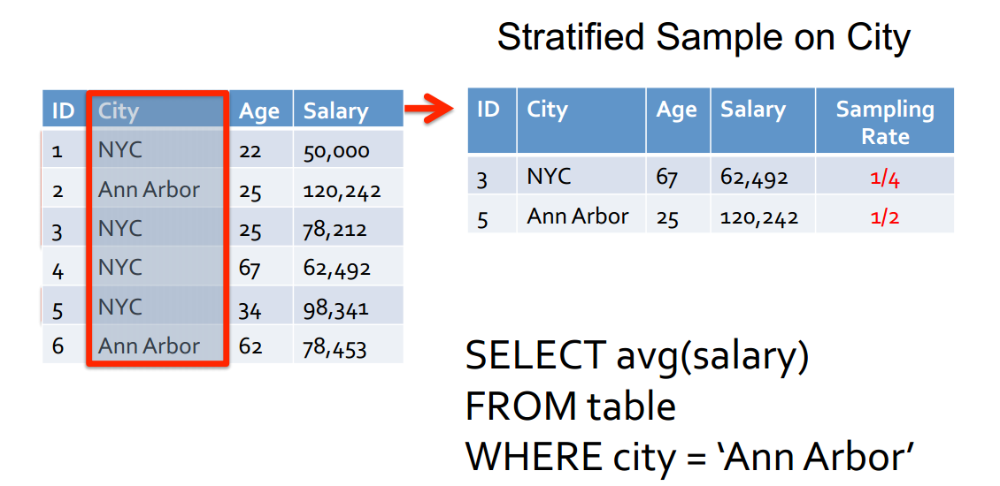 Stratified Sample on City
ID City Age Salary
1 NYC 22 50,000
2 Ann Arbor 25 120,242
3 NYC 25 78,212
4 NYC 67 62,492
5 NYC 34 98,341
6 Ann Arbor 62 78,453
ID City Age Salary Sampling
Rate
3 NYC 67 62,492 1/4
5 Ann Arbor 25 120,242 1/2
SELECT avg(salary)
FROM table
WHERE city = ‘Ann Arbor’